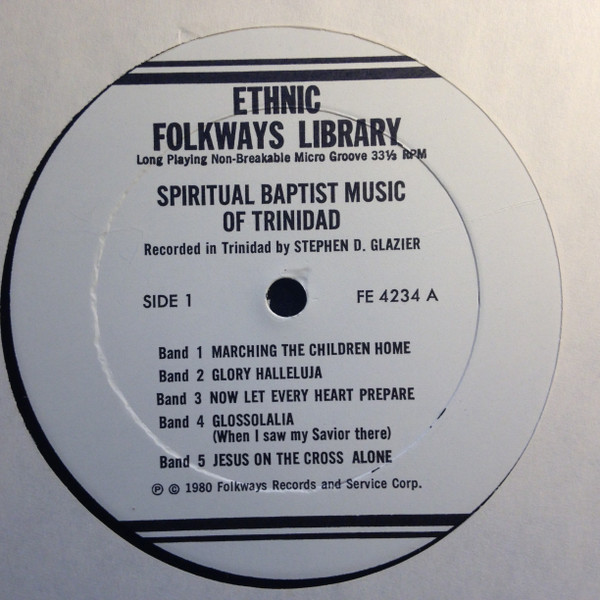 ETHNIC
FOLKWAYS LIBRARY
Long Playing Non-Breakable Micro Groove 33⅓ RPM
SPIRITUAL BAPTIST MUSIC
OF TRINIDAD
Recorded in Trinidad by STEPHEN D. GLAZIER
SIDE 1 FE 4234 A
Band 1 MARCHING THE CHILDREN HOME
Band 2 GLORY HALLELUJA
Band 3 NOW LET EVERY HEART PREPARE
Band 4 GLOSSOLALIA
(When I saw my Savior there)
Band 5 JESUS ON THE CROSS ALONE
℗ © 1980 Folkways Records and Service Corp.